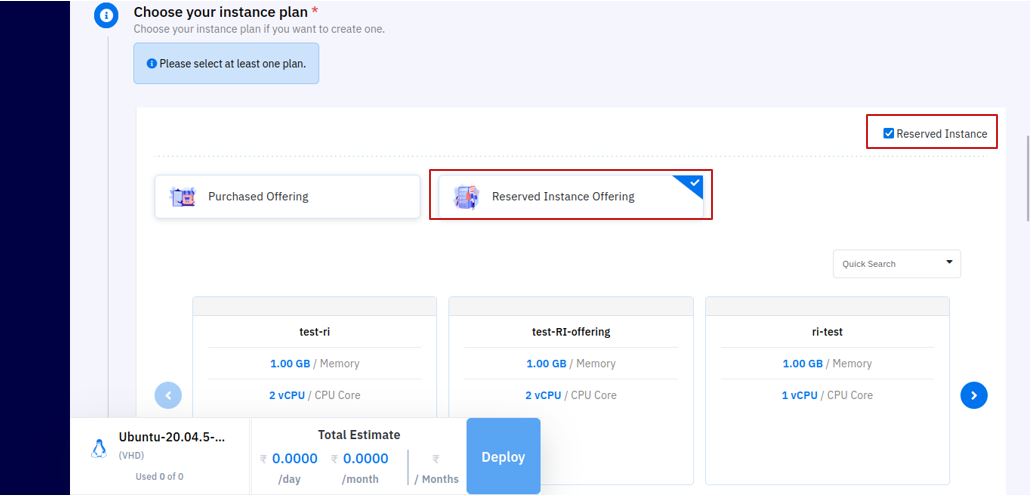 Choose your instance plan *
Choose your instance plan if you want to create one.
Please select at least one plan.
Reserved Instance
Purchased Offering
Reserved Instance Offering
Quick Search
test-ri
1.00 GB / Memory
2 vCPU / CPU Core
test-RI-offering
1.00 GB / Memory
2 vCPU / CPU Core
ri-test
1.00 GB / Memory
1 vCPU / CPU Core
Ubuntu-20.04.5-...
(VHD)
Used 0 of 0
Total Estimate
₹ 0.0000 ₹ 0.0000 ₹
/day /month / Months
Deploy